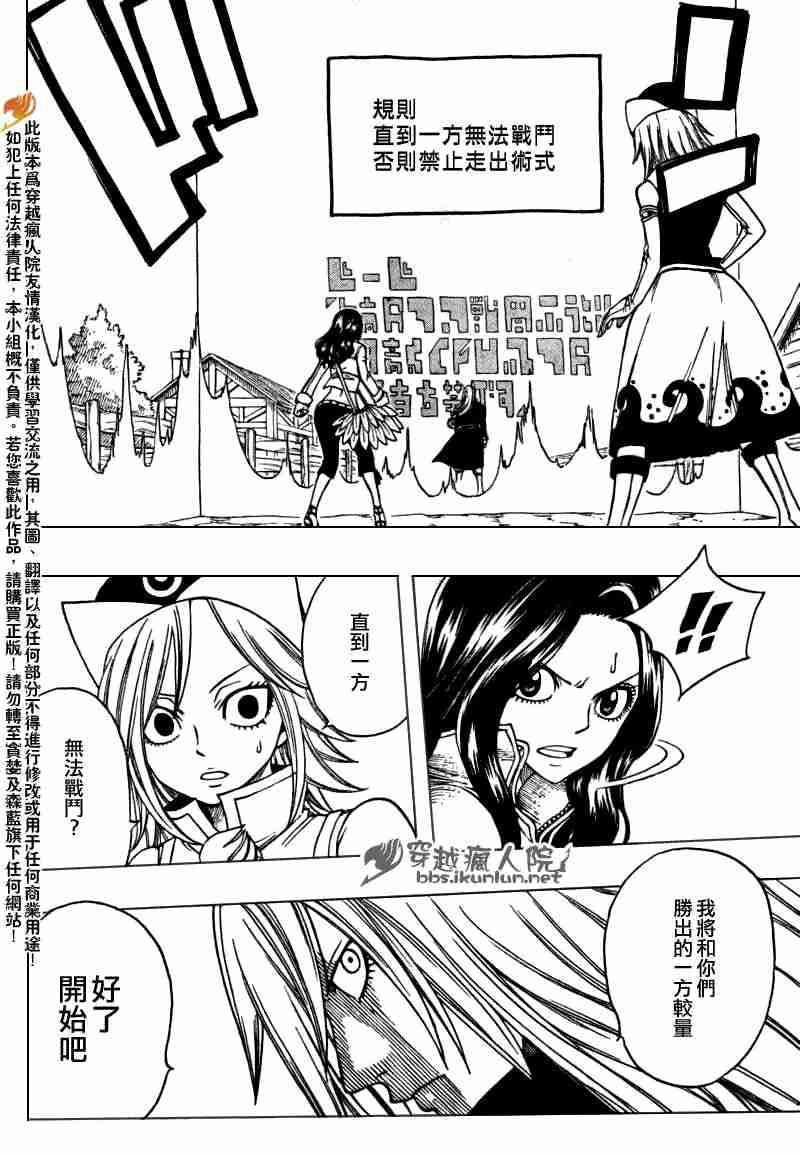 規則
直到一方無法戰鬥
否則禁止走出術式
!!
直到一方
無法戰鬥？
穿越瘋人院
bbs.ikunlun.net
我將和你們
勝出的一方較量
好了
開始吧
此版本爲穿越瘋人院友情漢化，僅供學習交流之用，其圖、翻譯以及任何部分不得進行修改或用于任何商業用途！
如犯上任何法律責任，本小組概不負責。若您喜歡此作品，請購買正版！請勿轉至貪婪及森藍旗下任何網站！